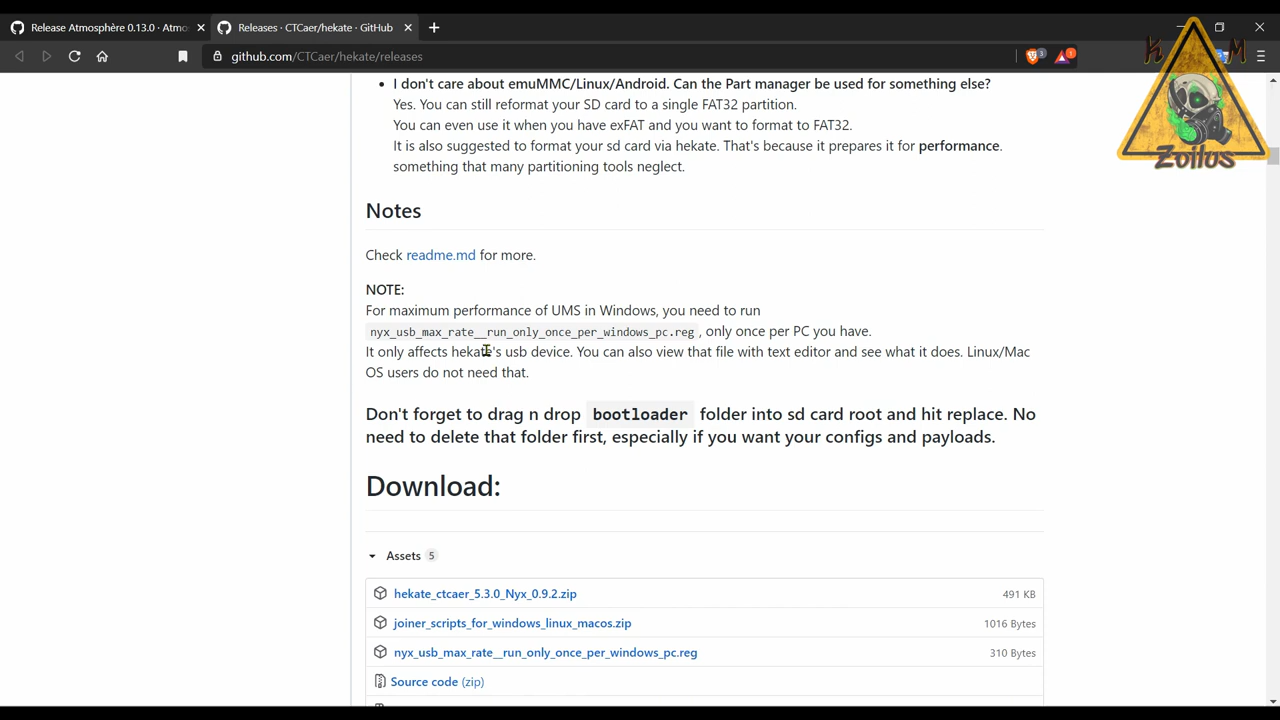 Release Atmosphère 0.13.0 · Atmo
Releases · CTCaer/hekate · GitHub
github.com/CTCaer/hekate/releases
3
1
Zoilus
I don't care about emuMMC/Linux/Android. Can the Part manager be used for something else?
Yes. You can still reformat your SD card to a single FAT32 partition.
You can even use it when you have exFAT and you want to format to FAT32.
It is also suggested to format your sd card via hekate. That's because it prepares it for performance.
something that many partitioning tools neglect.
Notes
Check readme.md for more.
NOTE:
For maximum performance of UMS in Windows, you need to run
nyx_usb_max_rate__run_only_once_per_windows_pc.reg , only once per PC you have.
It only affects hekate's usb device. You can also view that file with text editor and see what it does. Linux/Mac
OS users do not need that.
Don't forget to drag n drop bootloader folder into sd card root and hit replace. No
need to delete that folder first, especially if you want your configs and payloads.
Download:
Assets 5
hekate_ctcaer_5.3.0_Nyx_0.9.2.zip 491 KB
joiner_scripts_for_windows_linux_macos.zip 1016 Bytes
nyx_usb_max_rate__run_only_once_per_windows_pc.reg 310 Bytes
Source code (zip)